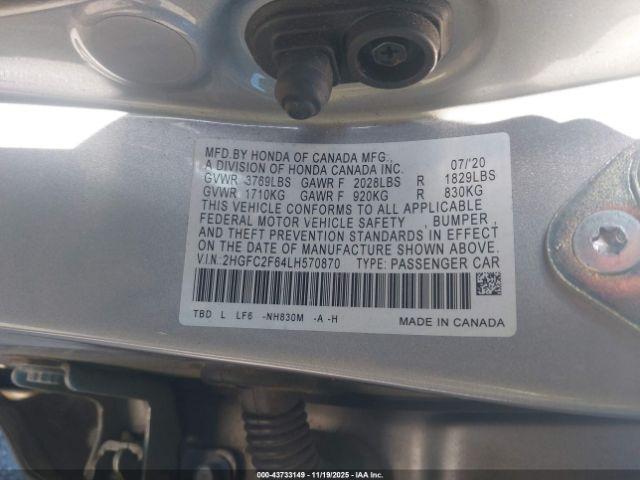 MFD.BY HONDA OF CANADA MFG.,
A DIVISION OF HONDA CANADA INC. 07/'20
GVWR 3769LBS GAWR F 2028LBS R 1829LBS
GVWR 1710KG GAWR F 920KG R 830KG
THIS VEHICLE CONFORMS TO ALL APPLICABLE
FEDERAL MOTOR VEHICLE SAFETY , BUMPER ,
AND THEFT PREVENTION STANDARDS IN EFFECT
ON THE DATE OF MANUFACTURE SHOWN ABOVE.
V.I.N.: 2HGFC2F64LH570870 TYPE: PASSENGER CAR
TBD L LF6 -NH830M -A -H MADE IN CANADA
000-43733149 | 11/19/2025 | IAA Inc.